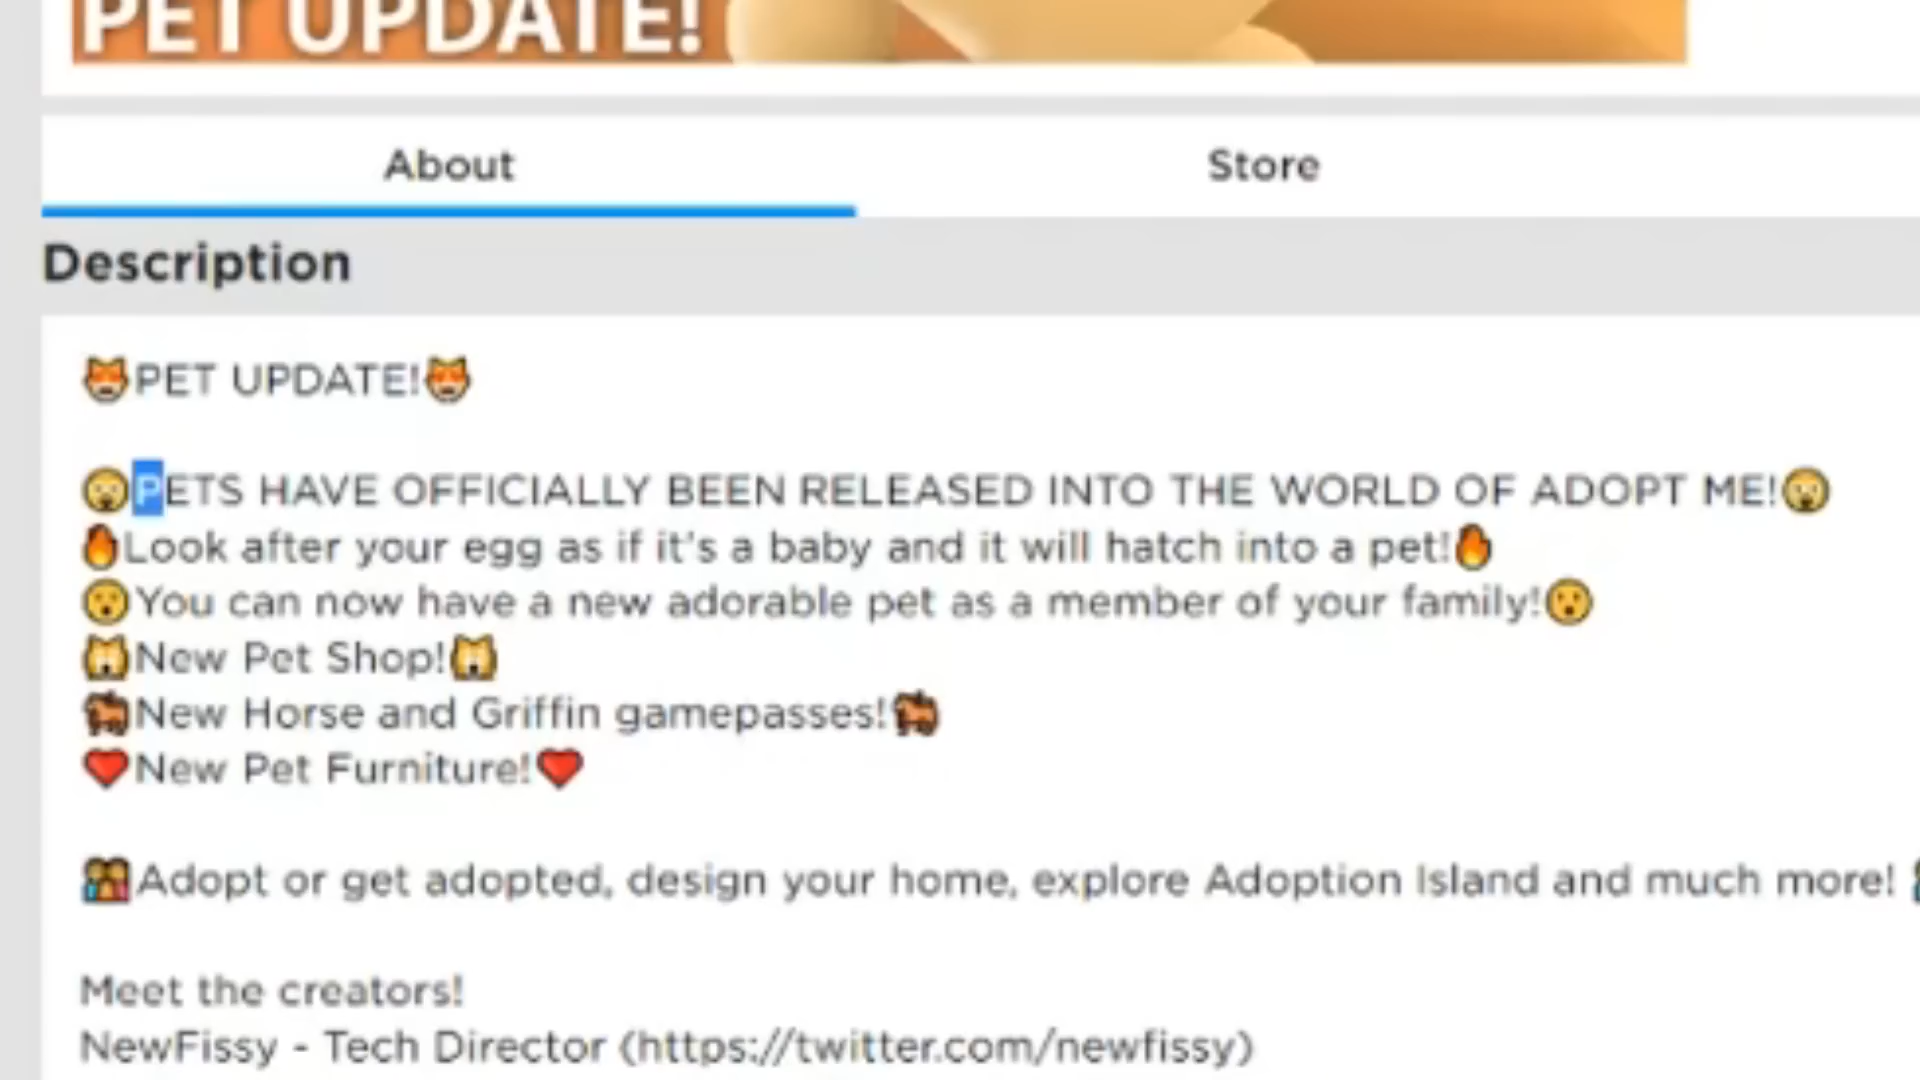 PET UPDATE!
About
Store
Description
😻PET UPDATE!😻
😲PETS HAVE OFFICIALLY BEEN RELEASED INTO THE WORLD OF ADOPT ME!😲
🔥Look after your egg as if it's a baby and it will hatch into a pet!🔥
😮You can now have a new adorable pet as a member of your family!😮
🙀New Pet Shop!🙀
🐎New Horse and Griffin gamepasses!🐎
❤️New Pet Furniture!❤️
👪Adopt or get adopted, design your home, explore Adoption Island and much more!
Meet the creators!
NewFissy - Tech Director (https://twitter.com/newfissy)